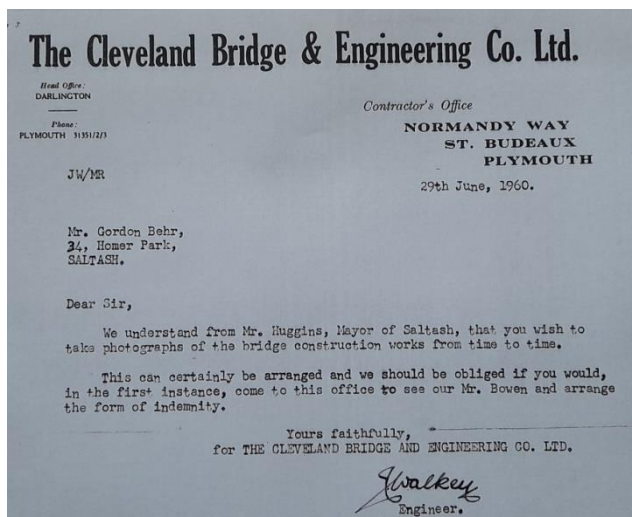 The Cleveland Bridge & Engineering Co. Ltd.
Head Office:
DARLINGTON
Phone:
PLYMOUTH 51351/2/3
Contractor's Office
NORMANDY WAY
ST. BUDEAUX
PLYMOUTH
JW/MR
29th June, 1960.
Mr. Gordon Behr,
34, Homer Park,
SALTASH.
Dear Sir,
We understand from Mr. Huggins, Mayor of Saltash, that you wish to
take photographs of the bridge construction works from time to time.
This can certainly be arranged and we should be obliged if you would,
in the first instance, come to this office to see our Mr. Bowen and arrange
the form of indemnity.
Yours faithfully,
for THE CLEVELAND BRIDGE AND ENGINEERING CO. LTD.
JWalkey
Engineer.